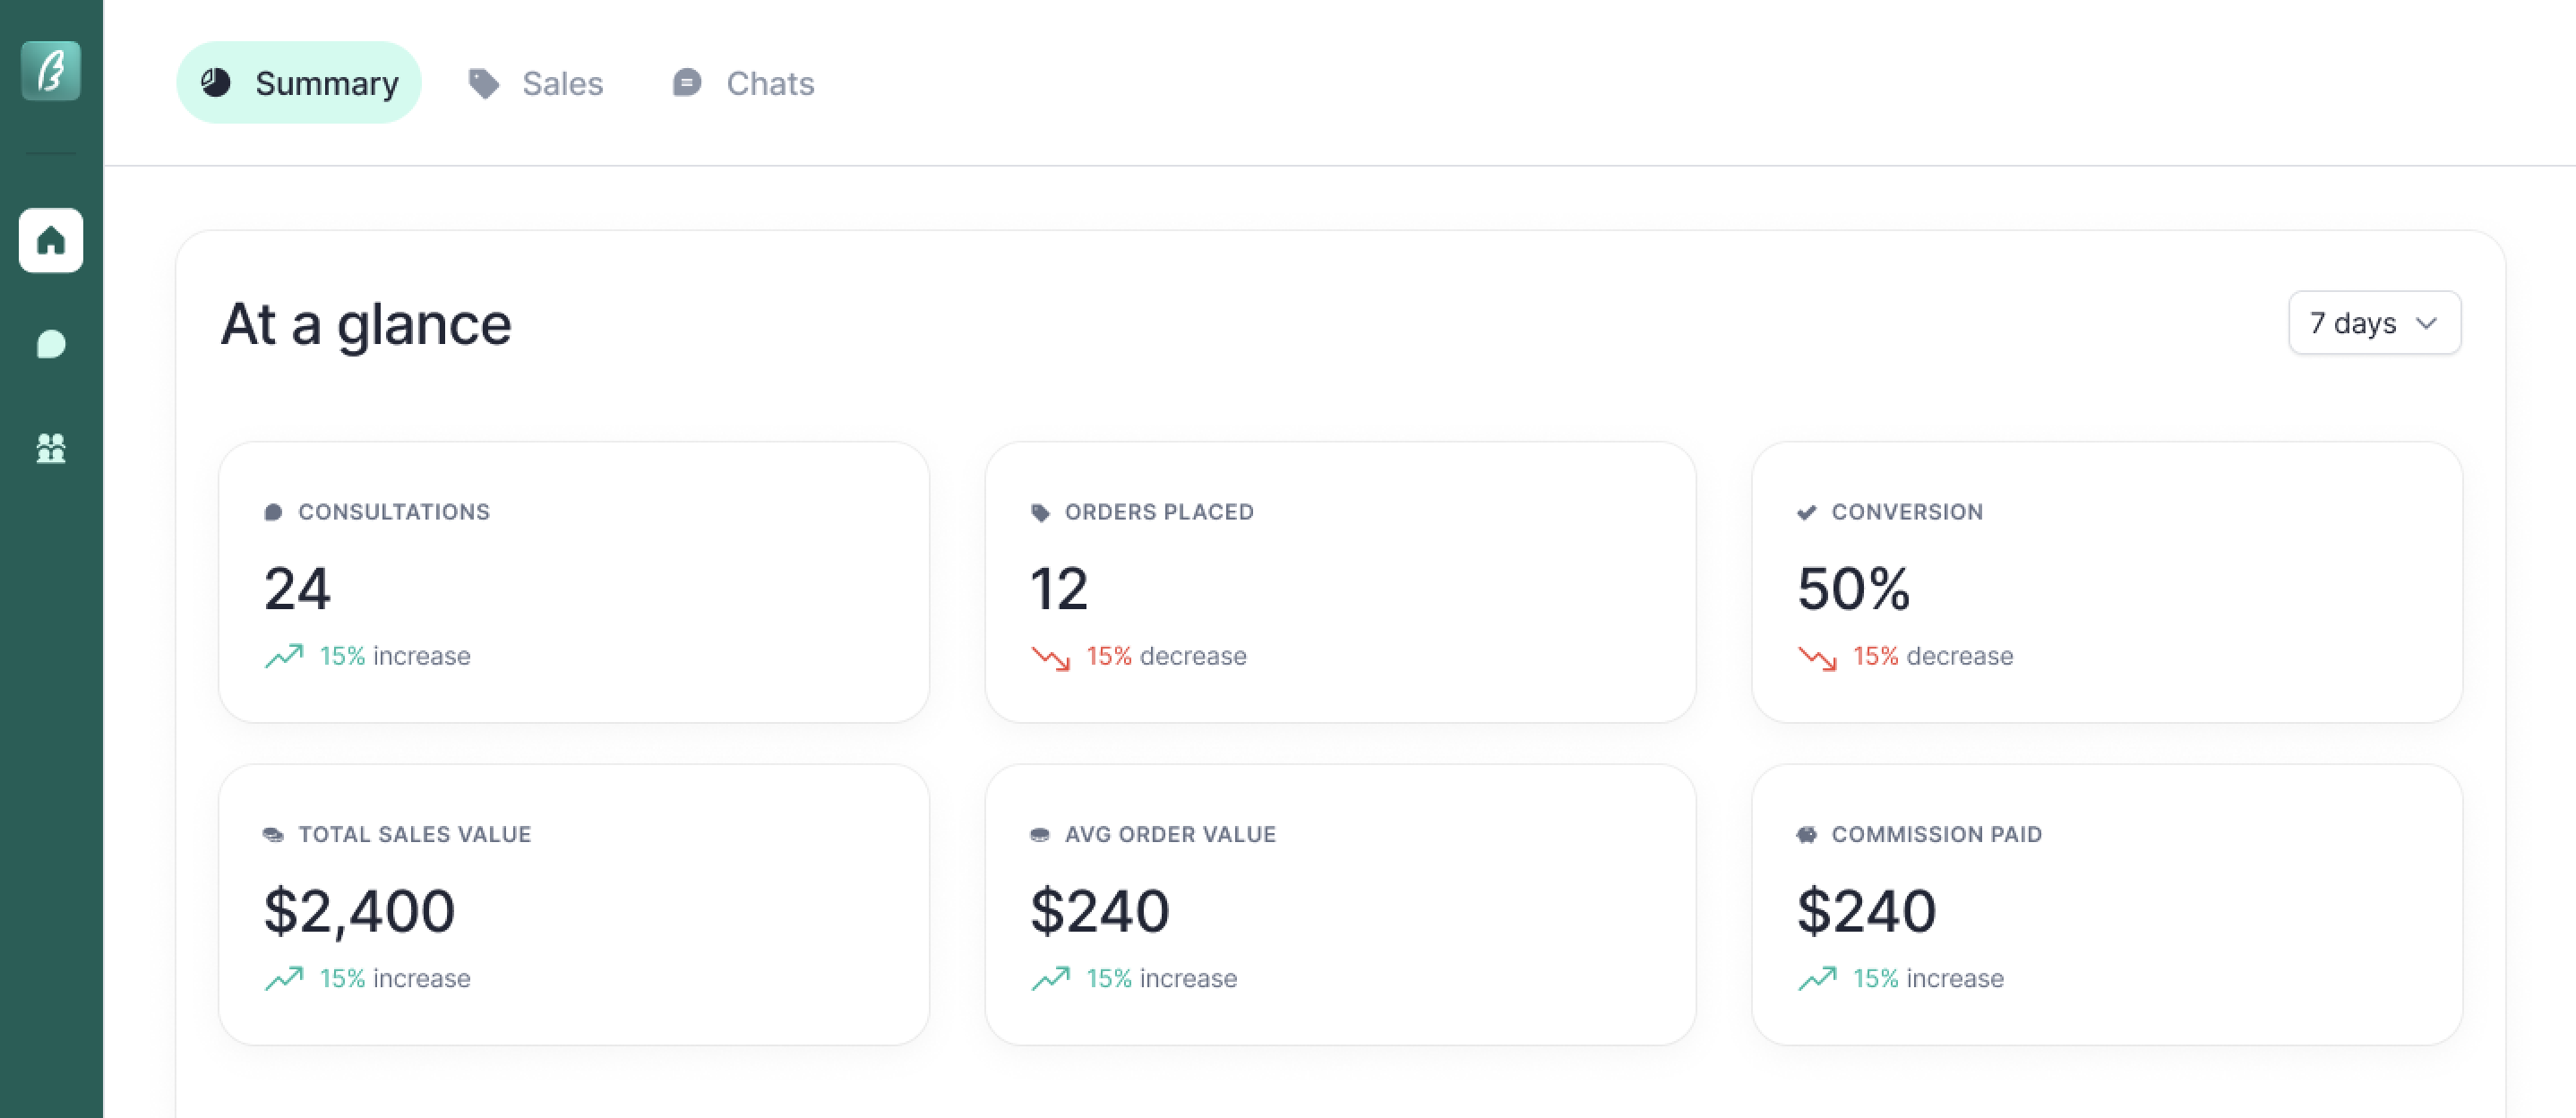 Summary
Sales
Chats
At a glance
7 days
CONSULTATIONS
24
15% increase
ORDERS PLACED
12
15% decrease
CONVERSION
50%
15% decrease
TOTAL SALES VALUE
$2,400
15% increase
AVG ORDER VALUE
$240
15% increase
COMMISSION PAID
$240
15% increase